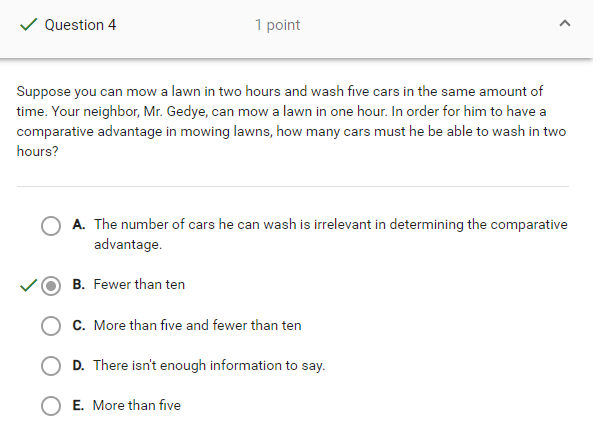 Question 4
1 point
Suppose you can mow a lawn in two hours and wash five cars in the same amount of
time. Your neighbor, Mr. Gedye, can mow a lawn in one hour. In order for him to have a
comparative advantage in mowing lawns, how many cars must he be able to wash in two
hours?
A. The number of cars he can wash is irrelevant in determining the comparative
advantage.
B. Fewer than ten
C. More than five and fewer than ten
D. There isn't enough information to say.
E. More than five